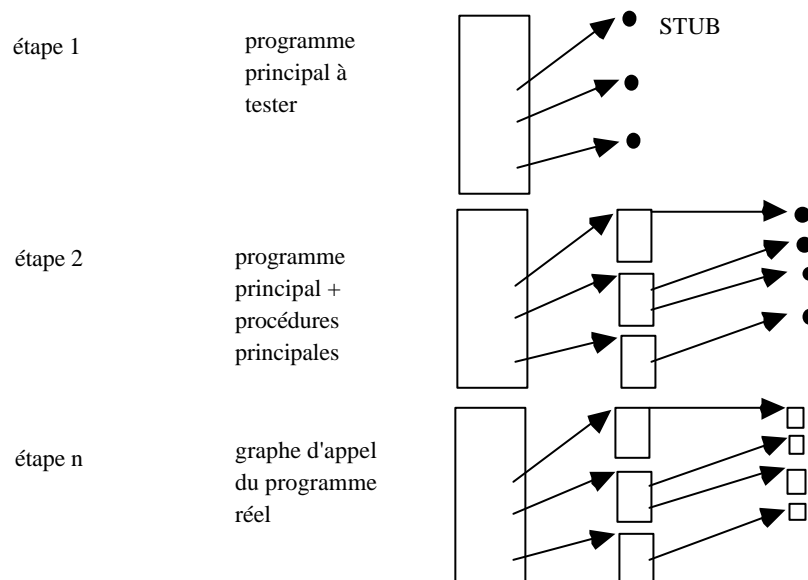 étape 1
programme
principal à
tester
STUB
étape 2
programme
principal +
procédures
principales
étape n
graphe d'appel
du programme
réel